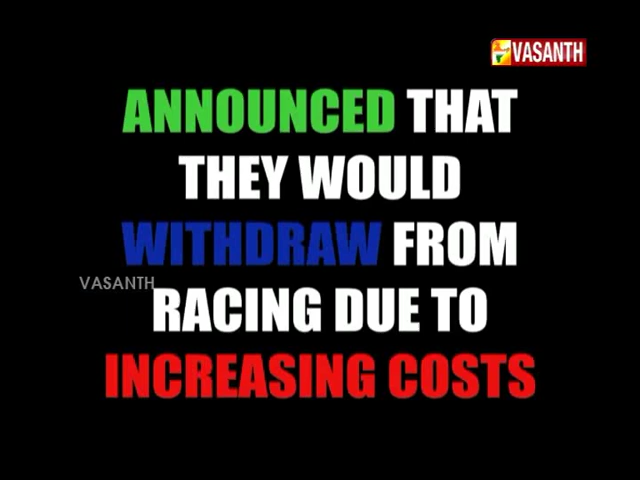 VASANTH
ANNOUNCED THAT
THEY WOULD
WITHDRAW FROM
VASANTH
RACING DUE TO
INCREASING COSTS